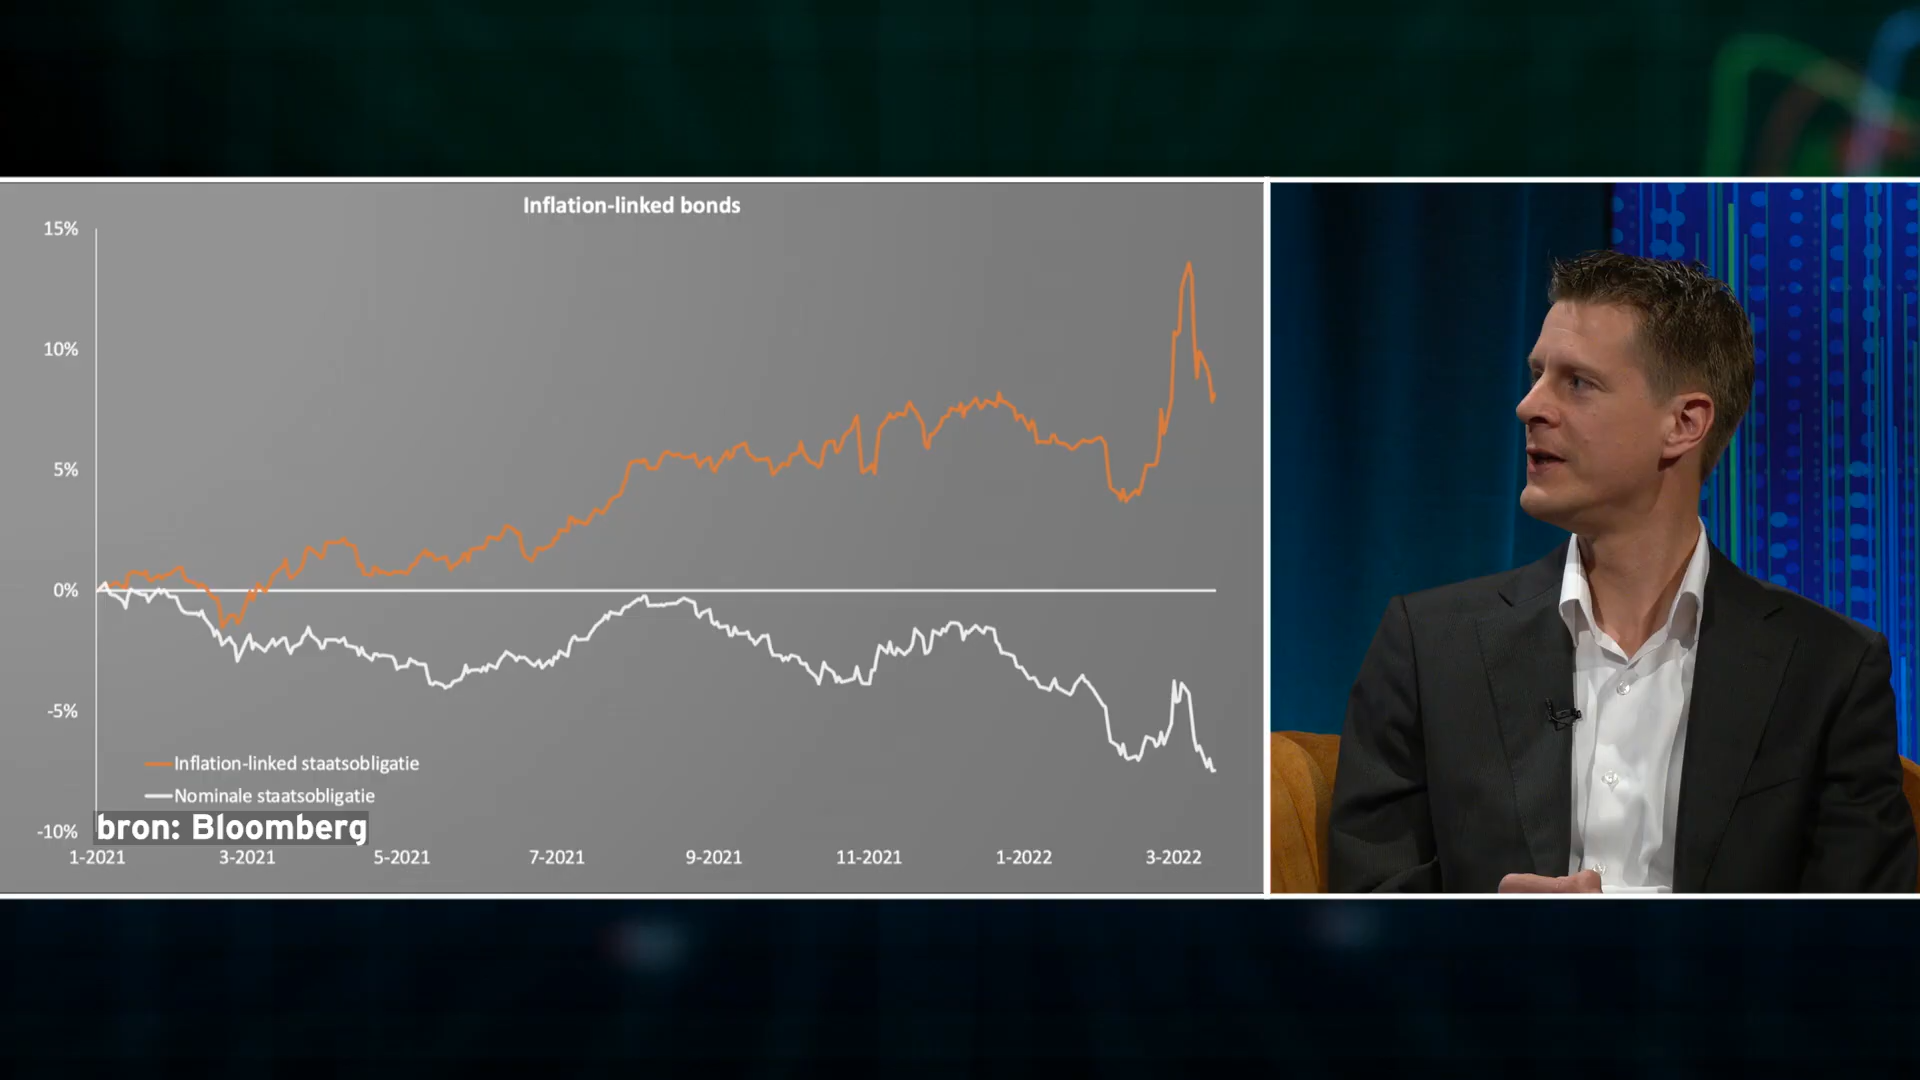 Inflation-linked bonds
15%
10%
5%
0%
-5%
-10%
Inflation-linked staatsobligatie
Nominale staatsobligatie
bron: Bloomberg
1-2021 3-2021 5-2021 7-2021 9-2021 11-2021 1-2022 3-2022